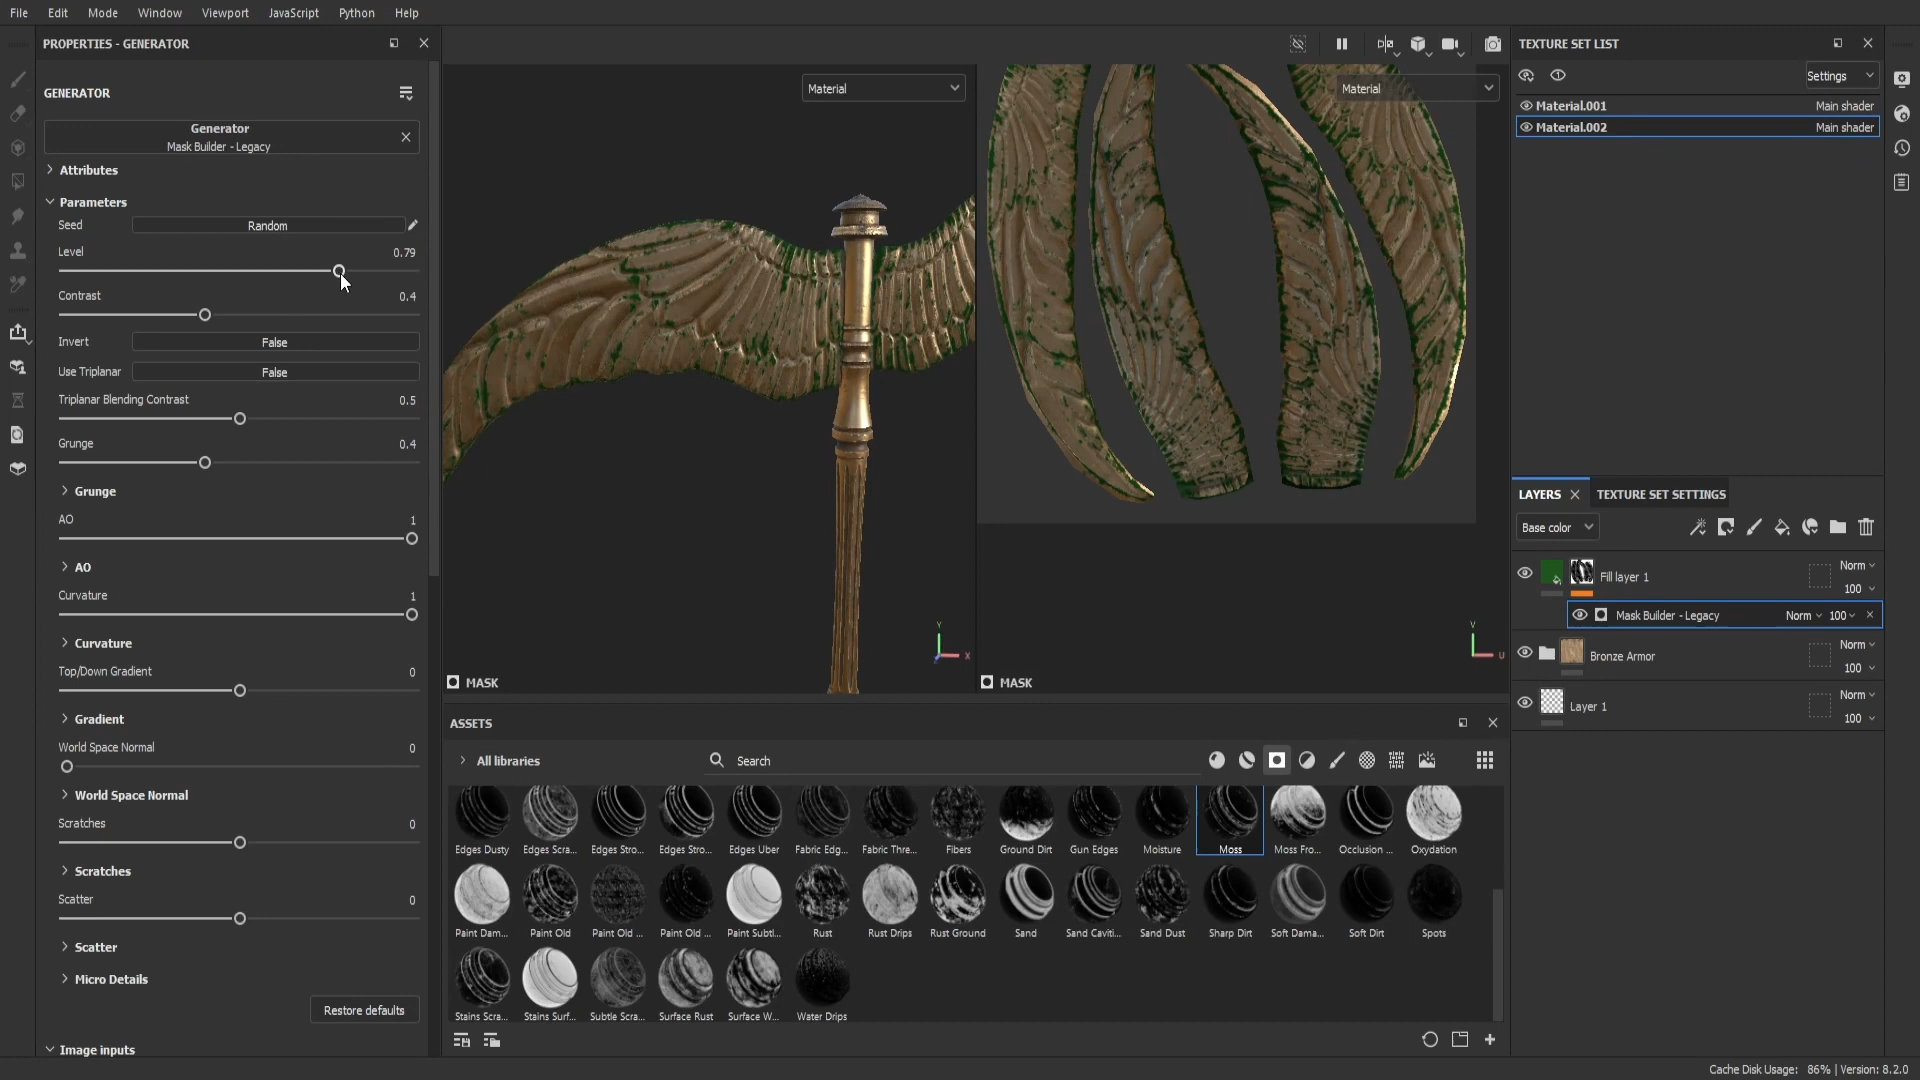 File Edit Mode Window Viewport JavaScript Python Help
PROPERTIES - GENERATOR
GENERATOR
Generator
Mask Builder - Legacy
Attributes
Parameters
Seed Random
Level 0.79
Contrast 0.4
Invert False
Use Triplanar False
Triplanar Blending Contrast 0.5
Grunge 0.4
Grunge
AO 1
AO
Curvature 1
Curvature
Top/Down Gradient 0
Gradient
World Space Normal 0
World Space Normal
Scratches 0
Scratches
Scatter 0
Scatter
Micro Details
Restore defaults
Image inputs
Material
Y
X
MASK
Material
V
U
MASK
ASSETS
All libraries Search
Edges Dusty Edges Scra... Edges Stro... Edges Stro... Edges Uber Fabric Edg... Fabric Thre... Fibers Ground Dirt Gun Edges Moisture Moss Moss Fro... Occlusion ... Oxydation
Paint Dam... Paint Old Paint Old ... Paint Old ... Paint Subtl... Rust Rust Drips Rust Ground Sand Sand Caviti... Sand Dust Sharp Dirt Soft Dama... Soft Dirt Spots
Stains Scra... Stains Surf... Subtle Scra... Surface Rust Surface W... Water Drips
TEXTURE SET LIST
Settings
Material.001 Main shader
Material.002 Main shader
LAYERS TEXTURE SET SETTINGS
Base color
Fill layer 1 Norm
100
Mask Builder - Legacy Norm 100
Bronze Armor Norm
100
Layer 1 Norm
100
Cache Disk Usage: 86% | Version: 8.2.0